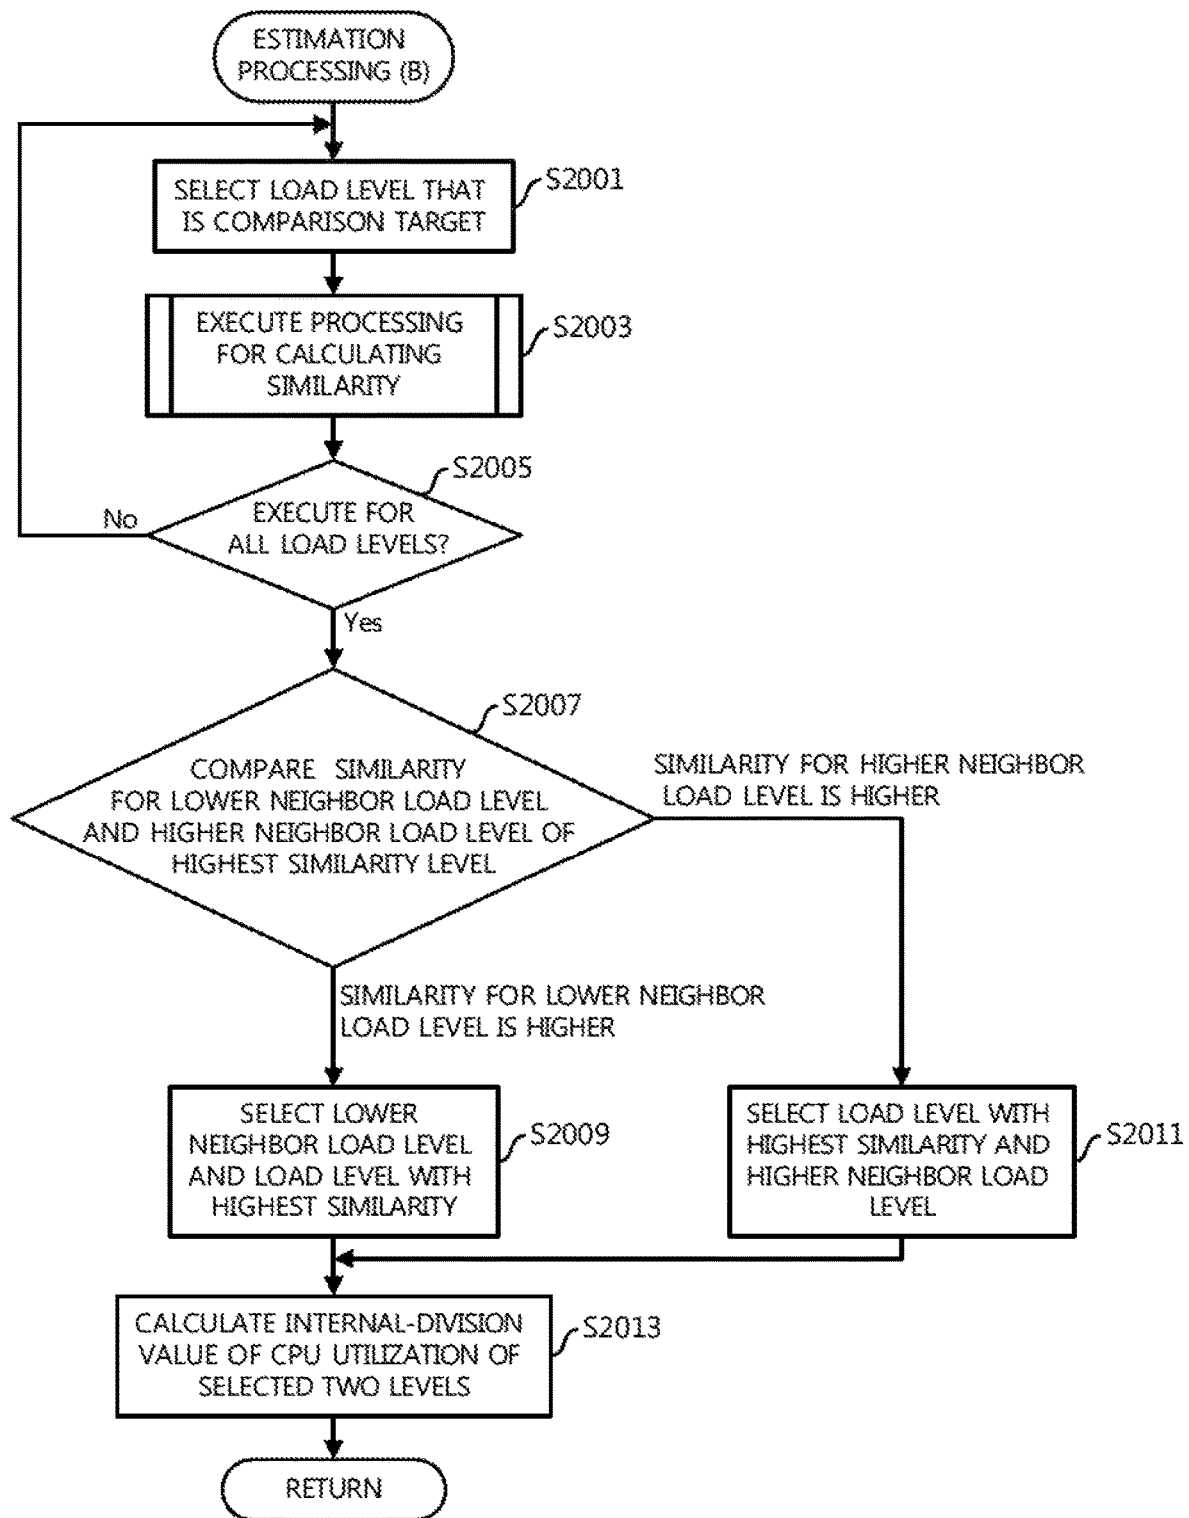 ESTIMATION
PROCESSING (B)
SELECT LOAD LEVEL THAT
IS COMPARISON TARGET
S2001
EXECUTE PROCESSING
FOR CALCULATING
SIMILARITY
S2003
S2005
EXECUTE FOR
ALL LOAD LEVELS?
No
Yes
S2007
COMPARE SIMILARITY
FOR LOWER NEIGHBOR LOAD LEVEL
AND HIGHER NEIGHBOR LOAD LEVEL OF
HIGHEST SIMILARITY LEVEL
SIMILARITY FOR HIGHER NEIGHBOR
LOAD LEVEL IS HIGHER
SIMILARITY FOR LOWER NEIGHBOR
LOAD LEVEL IS HIGHER
SELECT LOWER
NEIGHBOR LOAD LEVEL
AND LOAD LEVEL WITH
HIGHEST SIMILARITY
S2009
SELECT LOAD LEVEL WITH
HIGHEST SIMILARITY AND
HIGHER NEIGHBOR LOAD
LEVEL
S2011
CALCULATE INTERNAL-DIVISION
VALUE OF CPU UTILIZATION OF
SELECTED TWO LEVELS
S2013
RETURN